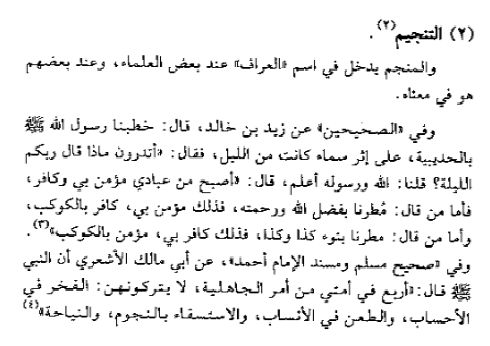 (٢) التنجيم(٢) .
والمنجم يدخل في اسم «العراف» عند بعض العلماء، وعند بعضهم
هو في معناه.
وفي «الصحيحين» عن زيد بن خالد، قال: خطبنا رسول الله ﷺ
بالحديبية، على إثر سماء كانت من الليل، فقال: «أتدرون ماذا قال ربكم
الليلة؟ قلنا: الله ورسوله أعلم، قال: «أصبح من عبادي مؤمن بي وكافر،
فأما من قال: مُطرنا بفضل الله ورحمته، فذلك مؤمن بي، كافر بالكوكب،
وأما من قال: مطرنا بنوء كذا وكذا، فذلك كافر بي، مؤمن بالكوكب»(٣).
وفي «صحيح مسلم ومسند الإمام أحمد»، عن أبي مالك الأشعري أن النبي
ﷺ قال: «أربع في أمتي من أمر الجاهلية، لا يتركونهن: الفخر في
الأحساب، والطعن في الأنساب، والاستسقاء بالنجوم، والنياحة»(٤)